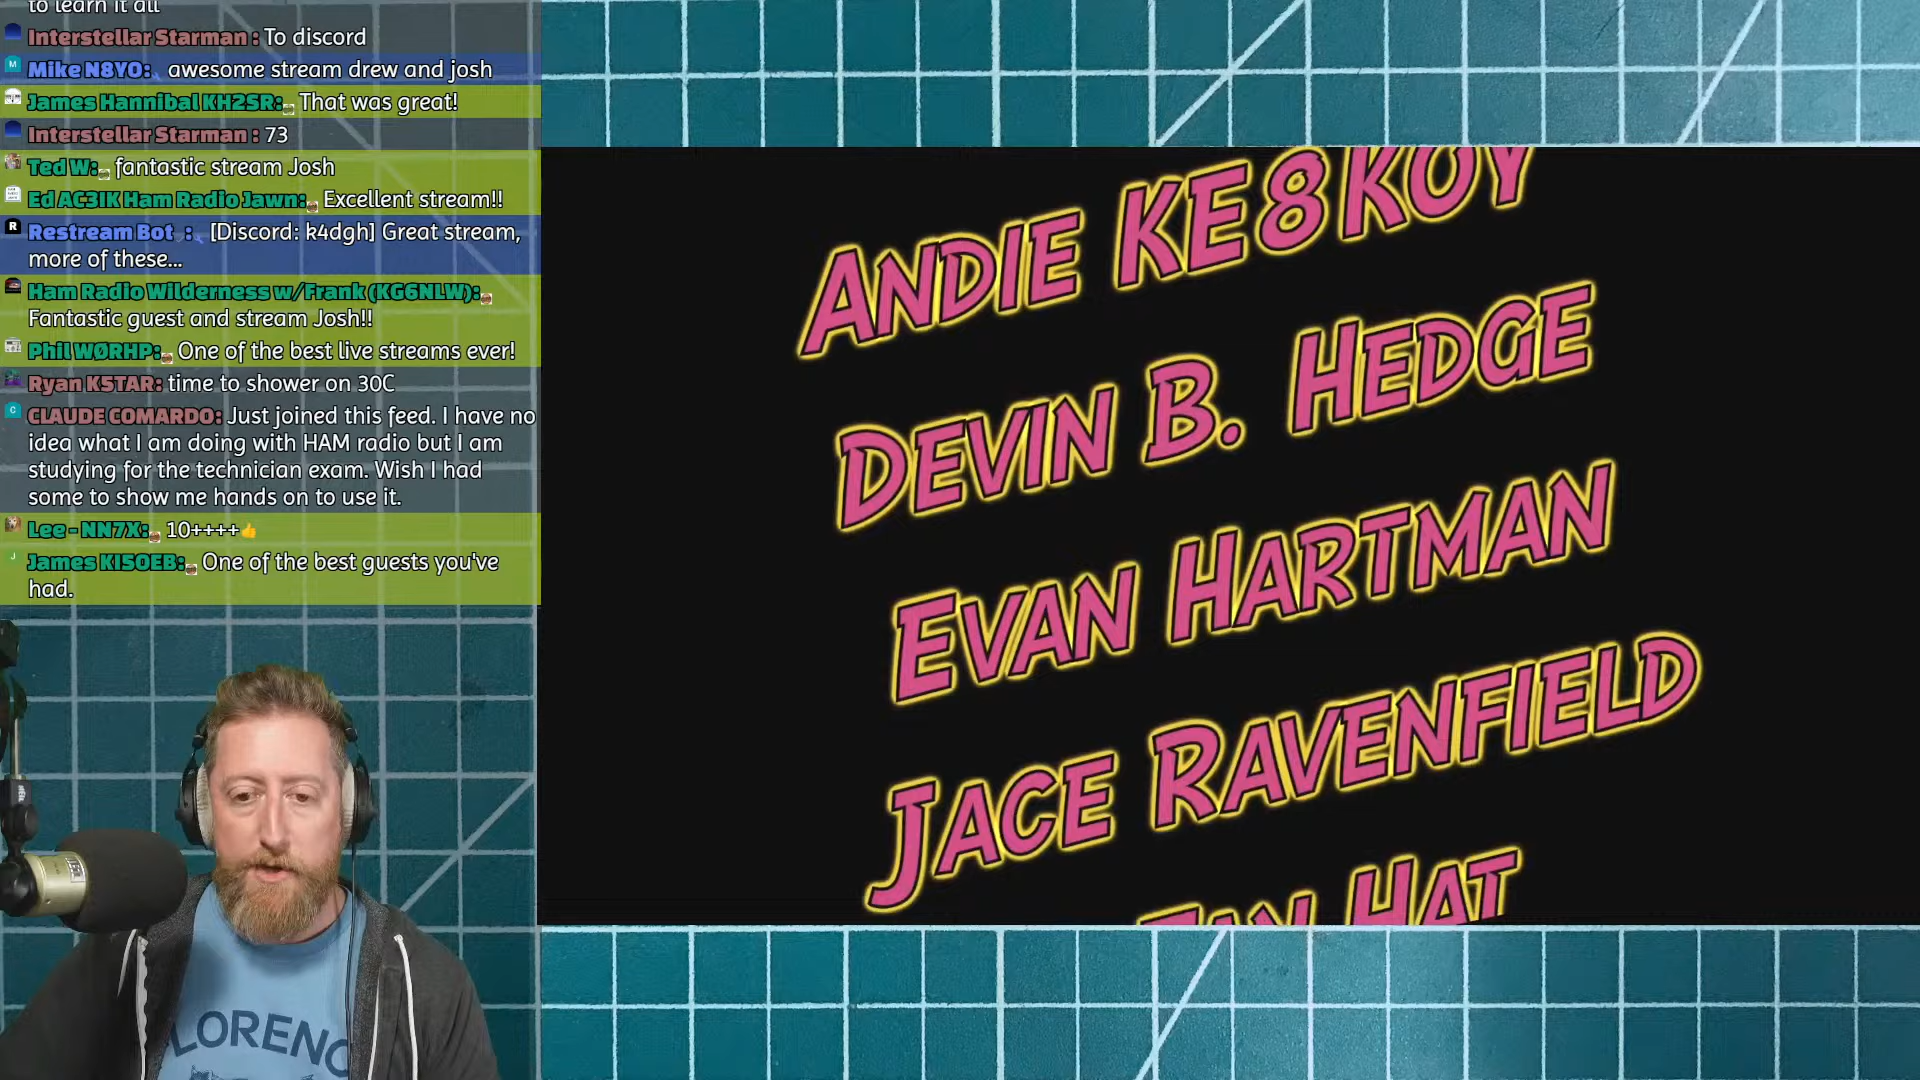 to learn it all
Interstellar Starman : To discord
Mike N8YO: awesome stream drew and josh
James Hannibal KH2SR: That was great!
Interstellar Starman : 73
Ted W: fantastic stream Josh
Ed AC3IK Ham Radio Jawn: Excellent stream!!
Restream Bot : [Discord: k4dgh] Great stream,
more of these...
Ham Radio Wilderness w/Frank (KG6NLW):
Fantastic guest and stream Josh!!
Phil WØRHP: One of the best live streams ever!
Ryan K5TAR: time to shower on 30C
CLAUDE COMARDO: Just joined this feed. I have no
idea what I am doing with HAM radio but I am
studying for the technician exam. Wish I had
some to show me hands on to use it.
Lee - NN7X: 10++++👍
James KI5OEB: One of the best guests you've
had.
ANDIE KE8KOY
DEVIN B. HEDGE
EVAN HARTMAN
JACE RAVENFIELD
HAT
LORENC